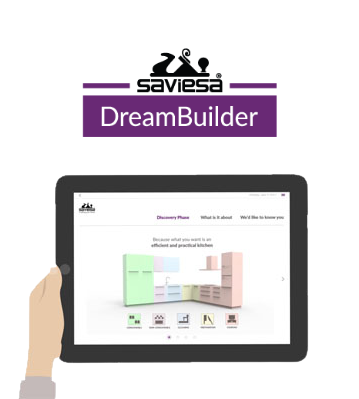 saviesa®
DreamBuilder
saviesa
Discovery Phase What is it about We'd like to know you
Because what you want is an
efficient and practical kitchen